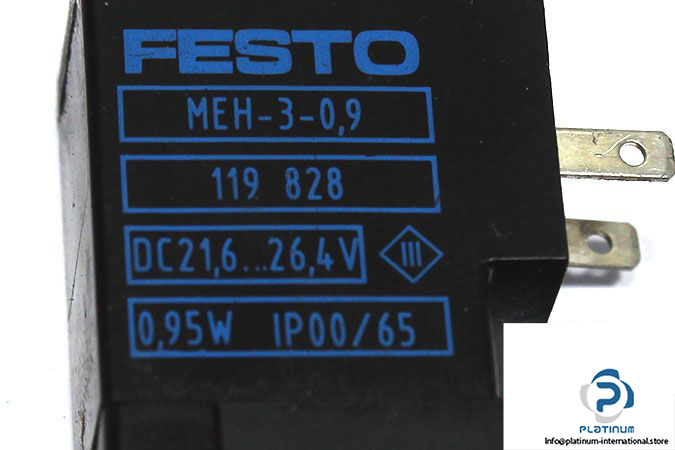 FESTO
MEH-3-0,9
119 828
DC21,6...26,4V III
0,95W IP00/65
P
PLATINUM
Info@platinum-international.store